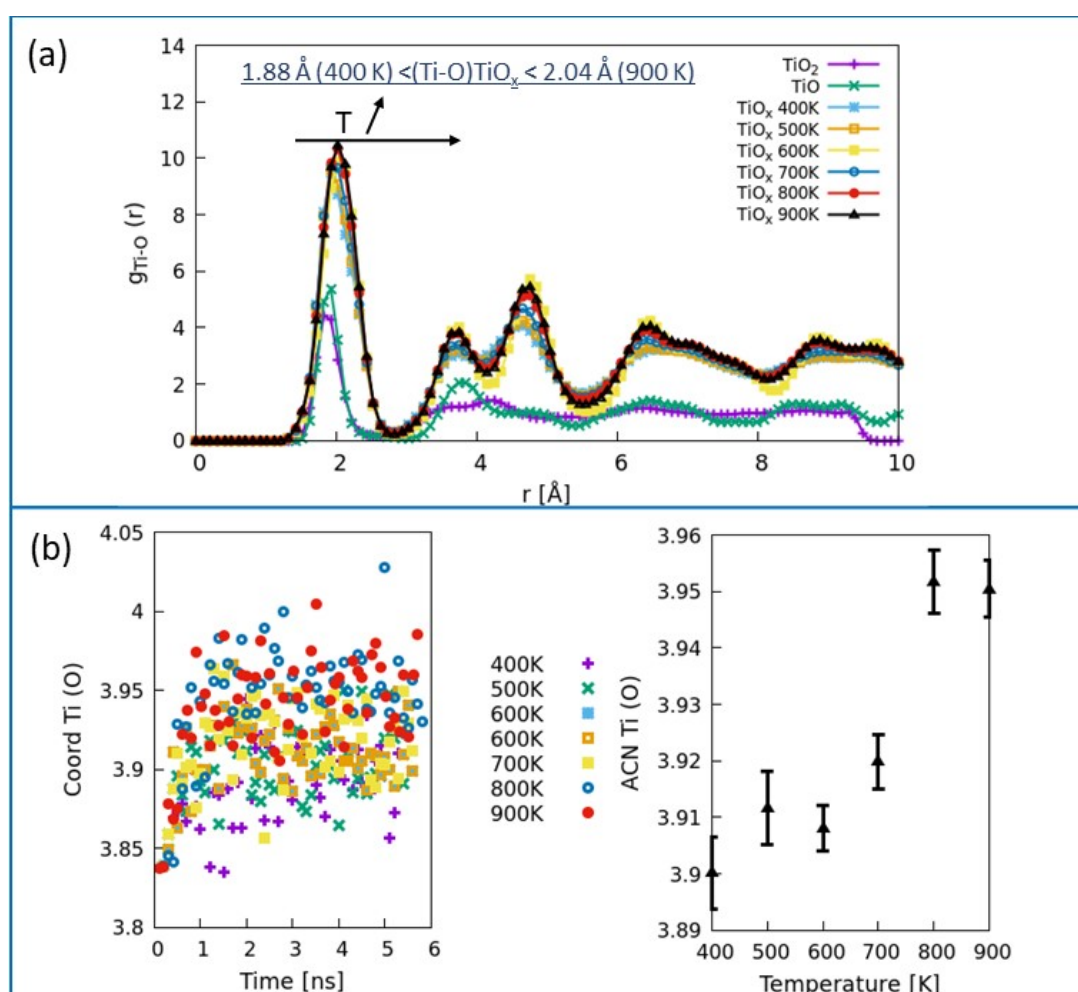 (a)
14
12
10
8
6
4
2
0
g_Ti-O (r)
1.88 Å (400 K) <(Ti-O)TiOₓ < 2.04 Å (900 K)
T
TiO₂
TiO
TiOₓ 400K
TiOₓ 500K
TiOₓ 600K
TiOₓ 700K
TiOₓ 800K
TiOₓ 900K
0 2 4 6 8 10
r [Å]
(b)
4.05
4
3.95
3.9
3.85
3.8
Coord Ti (O)
0 1 2 3 4 5 6
Time [ns]
400K
500K
600K
600K
700K
800K
900K
3.96
3.95
3.94
3.93
3.92
3.91
3.9
3.89
ACN Ti (O)
400 500 600 700 800 900
Temperature [K]